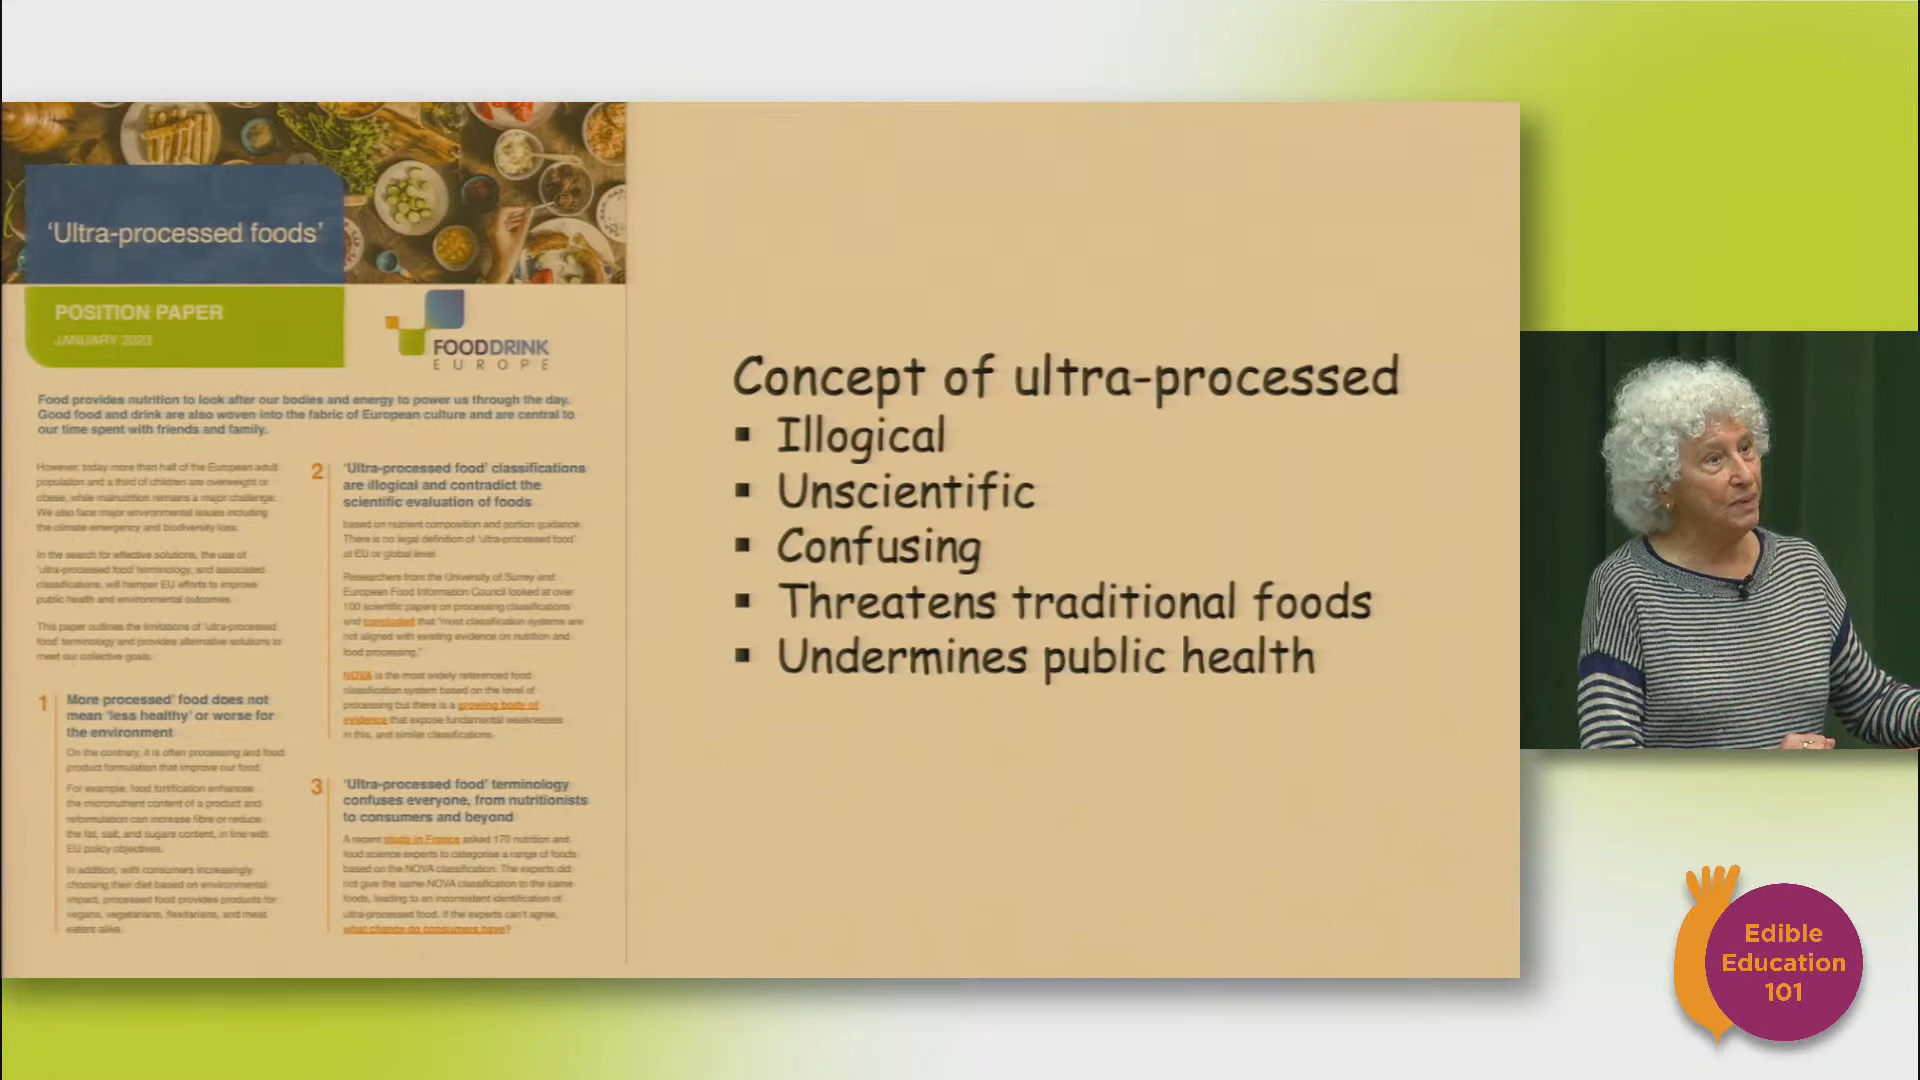 ‘Ultra-processed foods’
POSITION PAPER
JANUARY 2023
FOODDRINK
EUROPE
Food provides nutrition to look after our bodies and energy to power us through the day.
Good food and drink are also woven into the fabric of European culture and are central to
our time spent with friends and family.
However, today more than half of the European adult
population and a third of children are overweight or
obese, while malnutrition remains a major challenge.
We also face major environmental issues including
the climate emergency and biodiversity loss.
In the search for effective solutions, the use of
‘ultra-processed food’ terminology, and associated
classifications, will hamper EU efforts to improve
public health and environmental outcomes.
This paper outlines the limitations of ‘ultra-processed
food’ terminology and provides alternative solutions to
meet our collective goals.
1
More processed’ food does not
mean ‘less healthy’ or worse for
the environment
On the contrary, it is often processing and food
product formulation that improve our food.
For example, food fortification enhances
the micronutrient content of a product and
reformulation can increase fibre or reduce
the fat, salt, and sugars content, in line with
EU policy objectives.
In addition, with consumers increasingly
choosing their diet based on environmental
impact, processed food provides products for
vegans, vegetarians, flexitarians, and meat
eaters alike.
2
‘Ultra-processed food’ classifications
are illogical and contradict the
scientific evaluation of foods
based on nutrient composition and portion guidance.
There is no legal definition of ‘ultra-processed food’
at EU or global level.
Researchers from the University of Surrey and
European Food Information Council looked at over
100 scientific papers on processing classifications
and concluded that “most classification systems are
not aligned with existing evidence on nutrition and
food processing.”
NOVA is the most widely referenced food
classification system based on the level of
processing but there is a growing body of
evidence that expose fundamental weaknesses
in this, and similar classifications.
3
‘Ultra-processed food’ terminology
confuses everyone, from nutritionists
to consumers and beyond
A recent study in France asked 170 nutrition and
food science experts to categorise a range of foods
based on the NOVA classification. The experts did
not give the same NOVA classification to the same
foods, leading to an inconsistent identification of
ultra-processed food. If the experts can't agree,
what chance do consumers have?
Concept of ultra-processed
▪ Illogical
▪ Unscientific
▪ Confusing
▪ Threatens traditional foods
▪ Undermines public health
Edible
Education
101